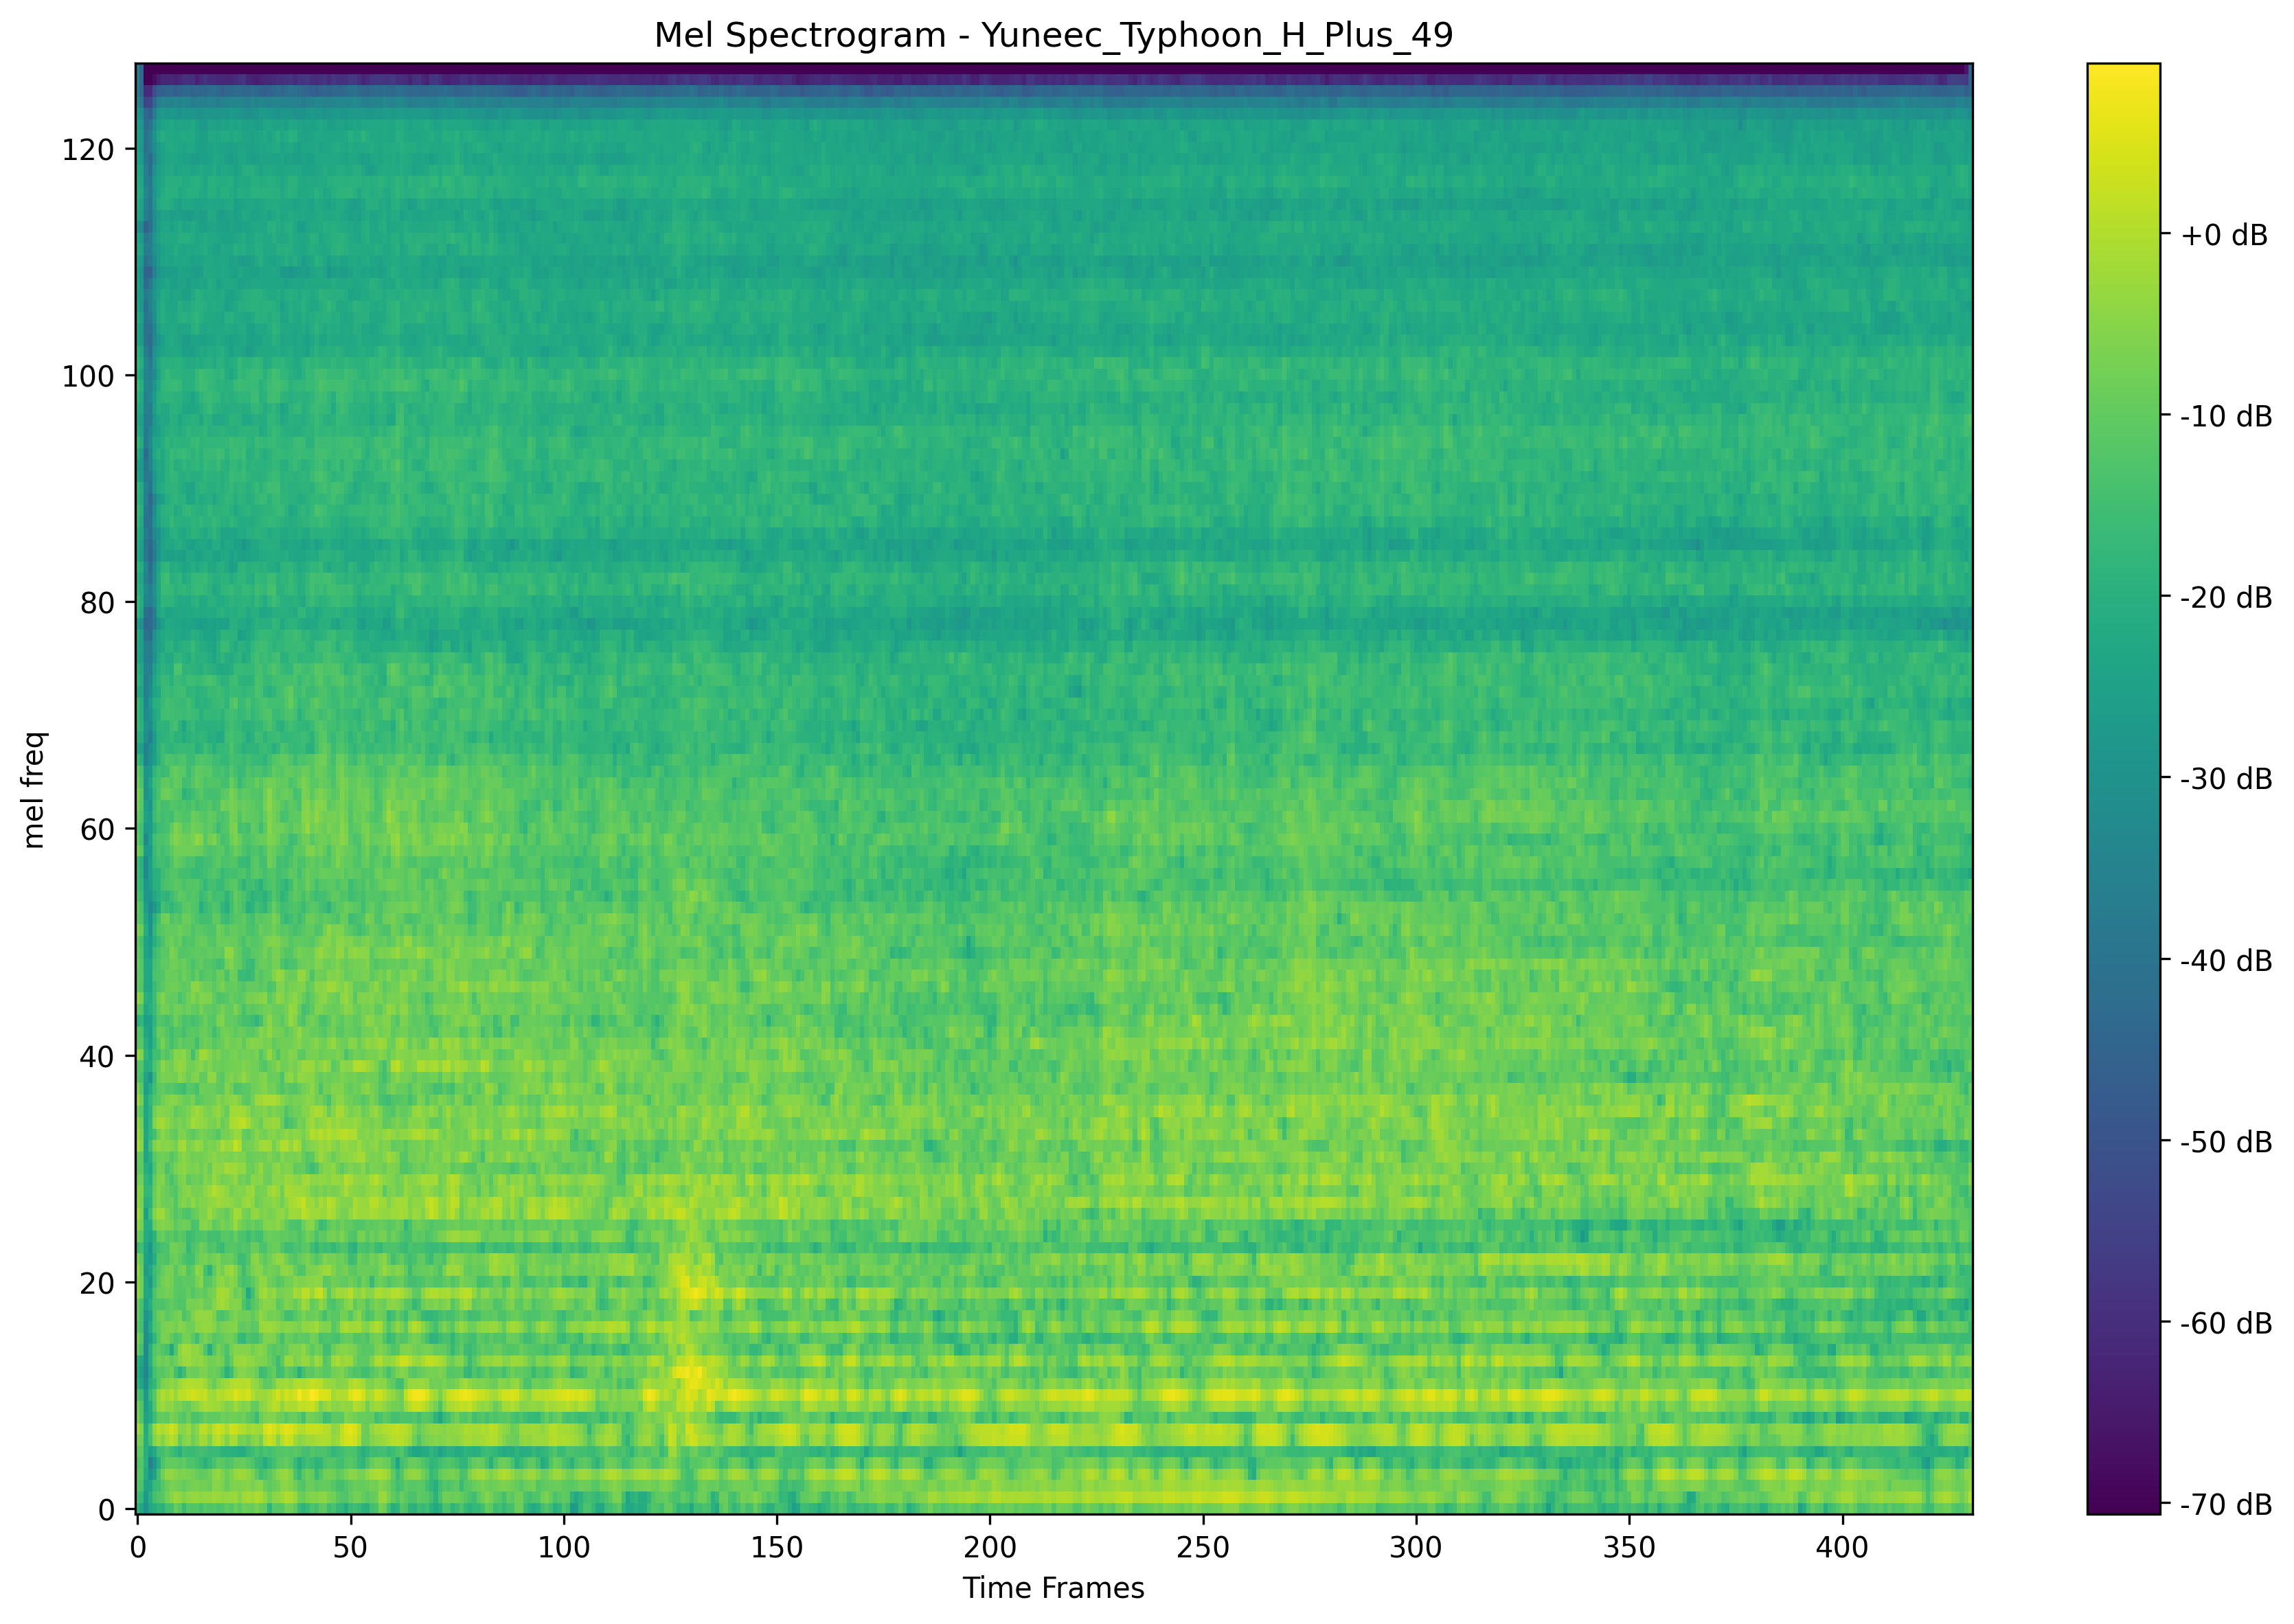 Mel Spectrogram - Yuneec_Typhoon_H_Plus_49
mel freq
120
100
80
60
40
20
0
0 50 100 150 200 250 300 350 400
Time Frames
+0 dB
-10 dB
-20 dB
-30 dB
-40 dB
-50 dB
-60 dB
-70 dB